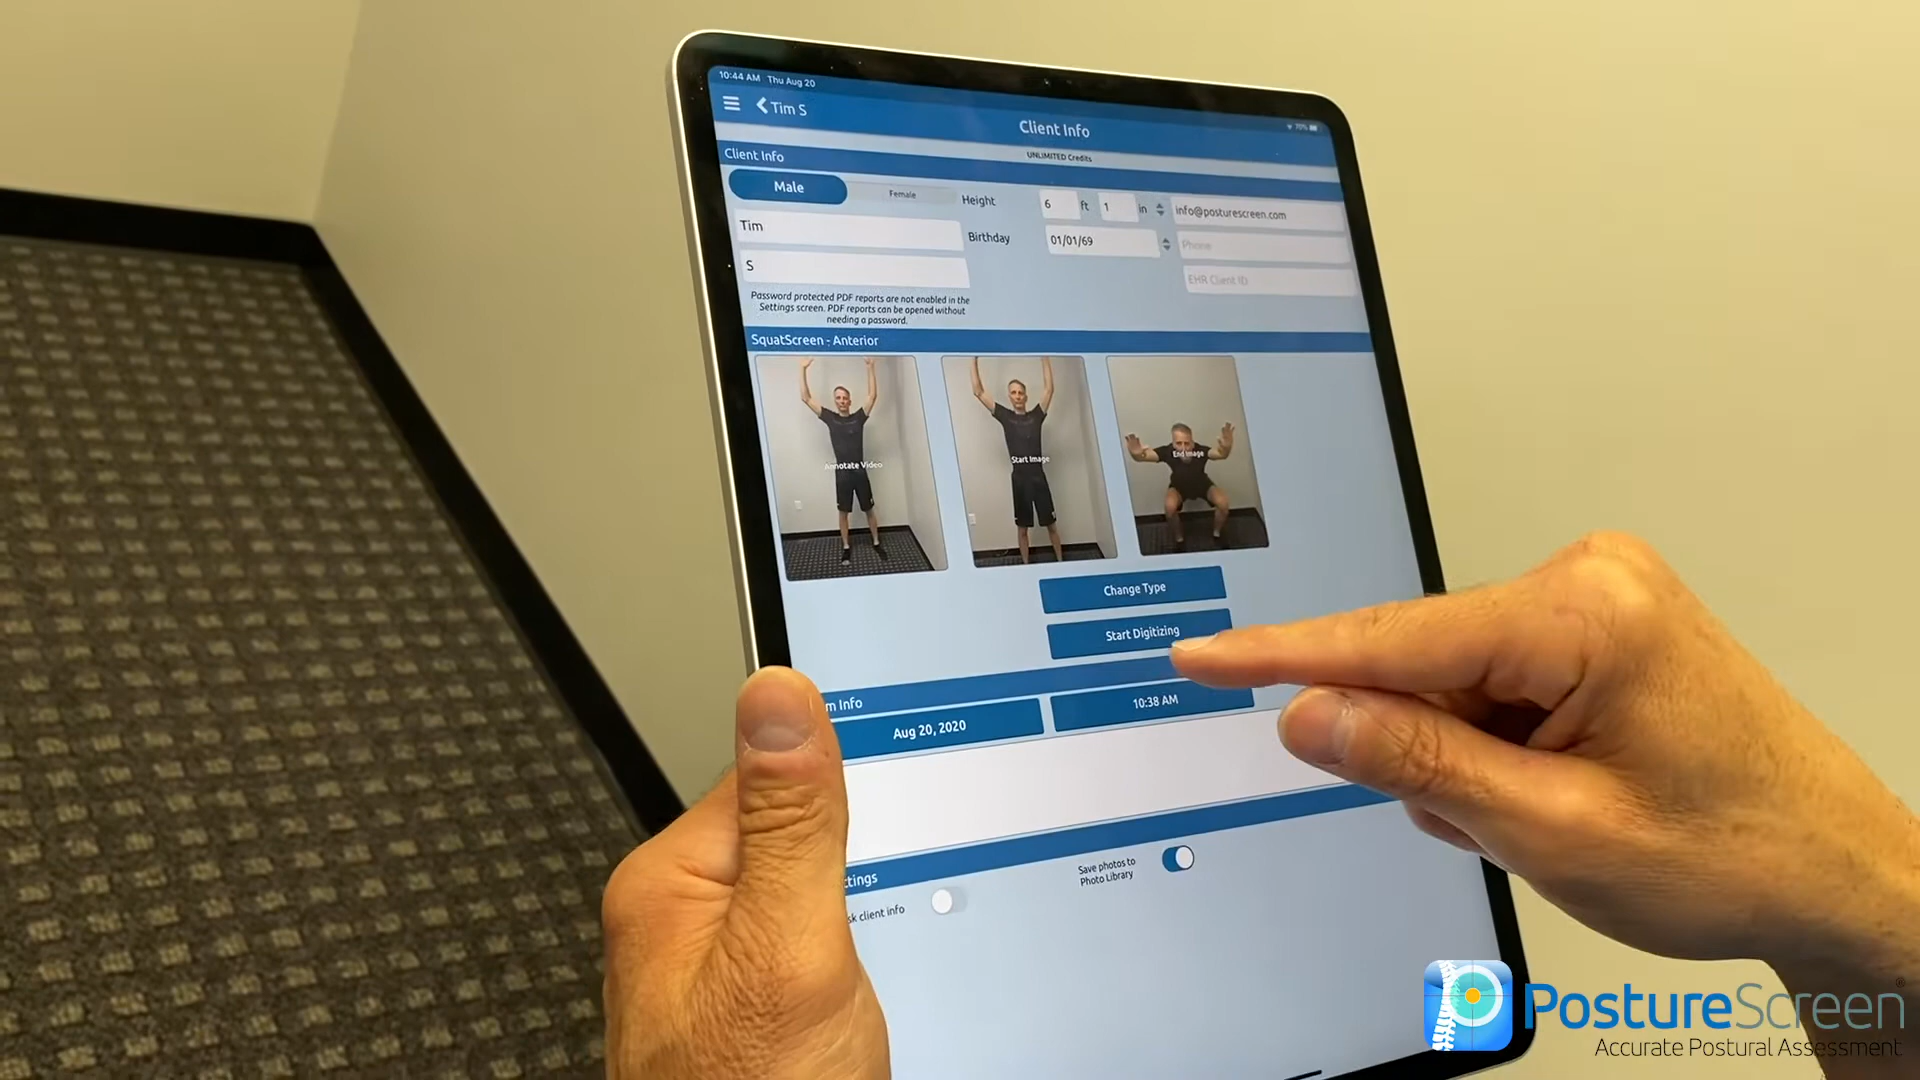 10:44 AM Thu Aug 20
70%
Tim S
Client Info
UNLIMITED Credits
Client Info
Male
Female
Height
6
ft
1
in
info@posturescreen.com
Tim
Birthday
01/01/69
Phone
S
EHR Client ID
Password protected PDF reports are not enabled in the
Settings screen. PDF reports can be opened without
needing a password.
SquatScreen - Anterior
Annotate Video
Start Image
End Image
Change Type
Start Digitizing
m Info
Aug 20, 2020
10:38 AM
ttings
sk client info
Save photos to
Photo Library
PostureScreen®
Accurate Postural Assessment